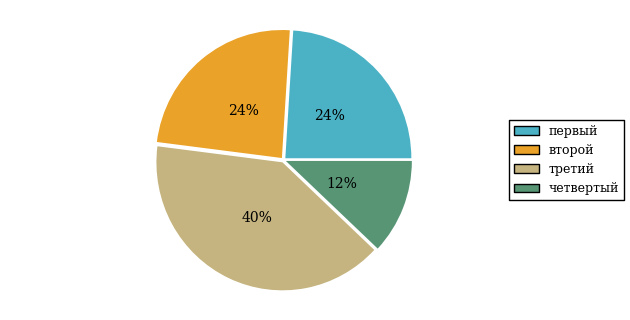 24%
24%
12%
40%
первый
второй
третий
четвертый